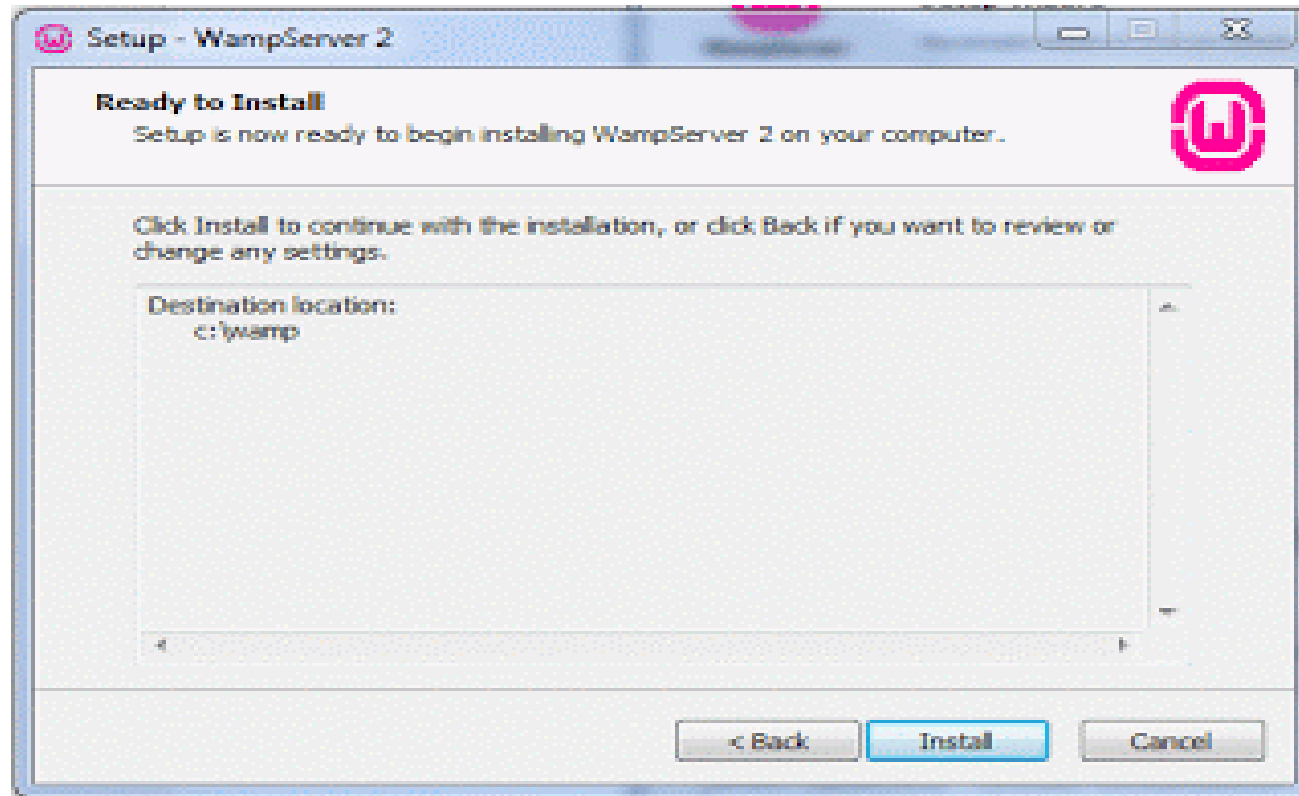 Setup - WampServer 2
Ready to Install
Setup is now ready to begin installing WampServer 2 on your computer..
Click Install to continue with the installation, or click Back if you want to review or
change any settings.
Destination location:
c:\wamp
< Back
Install
Cancel